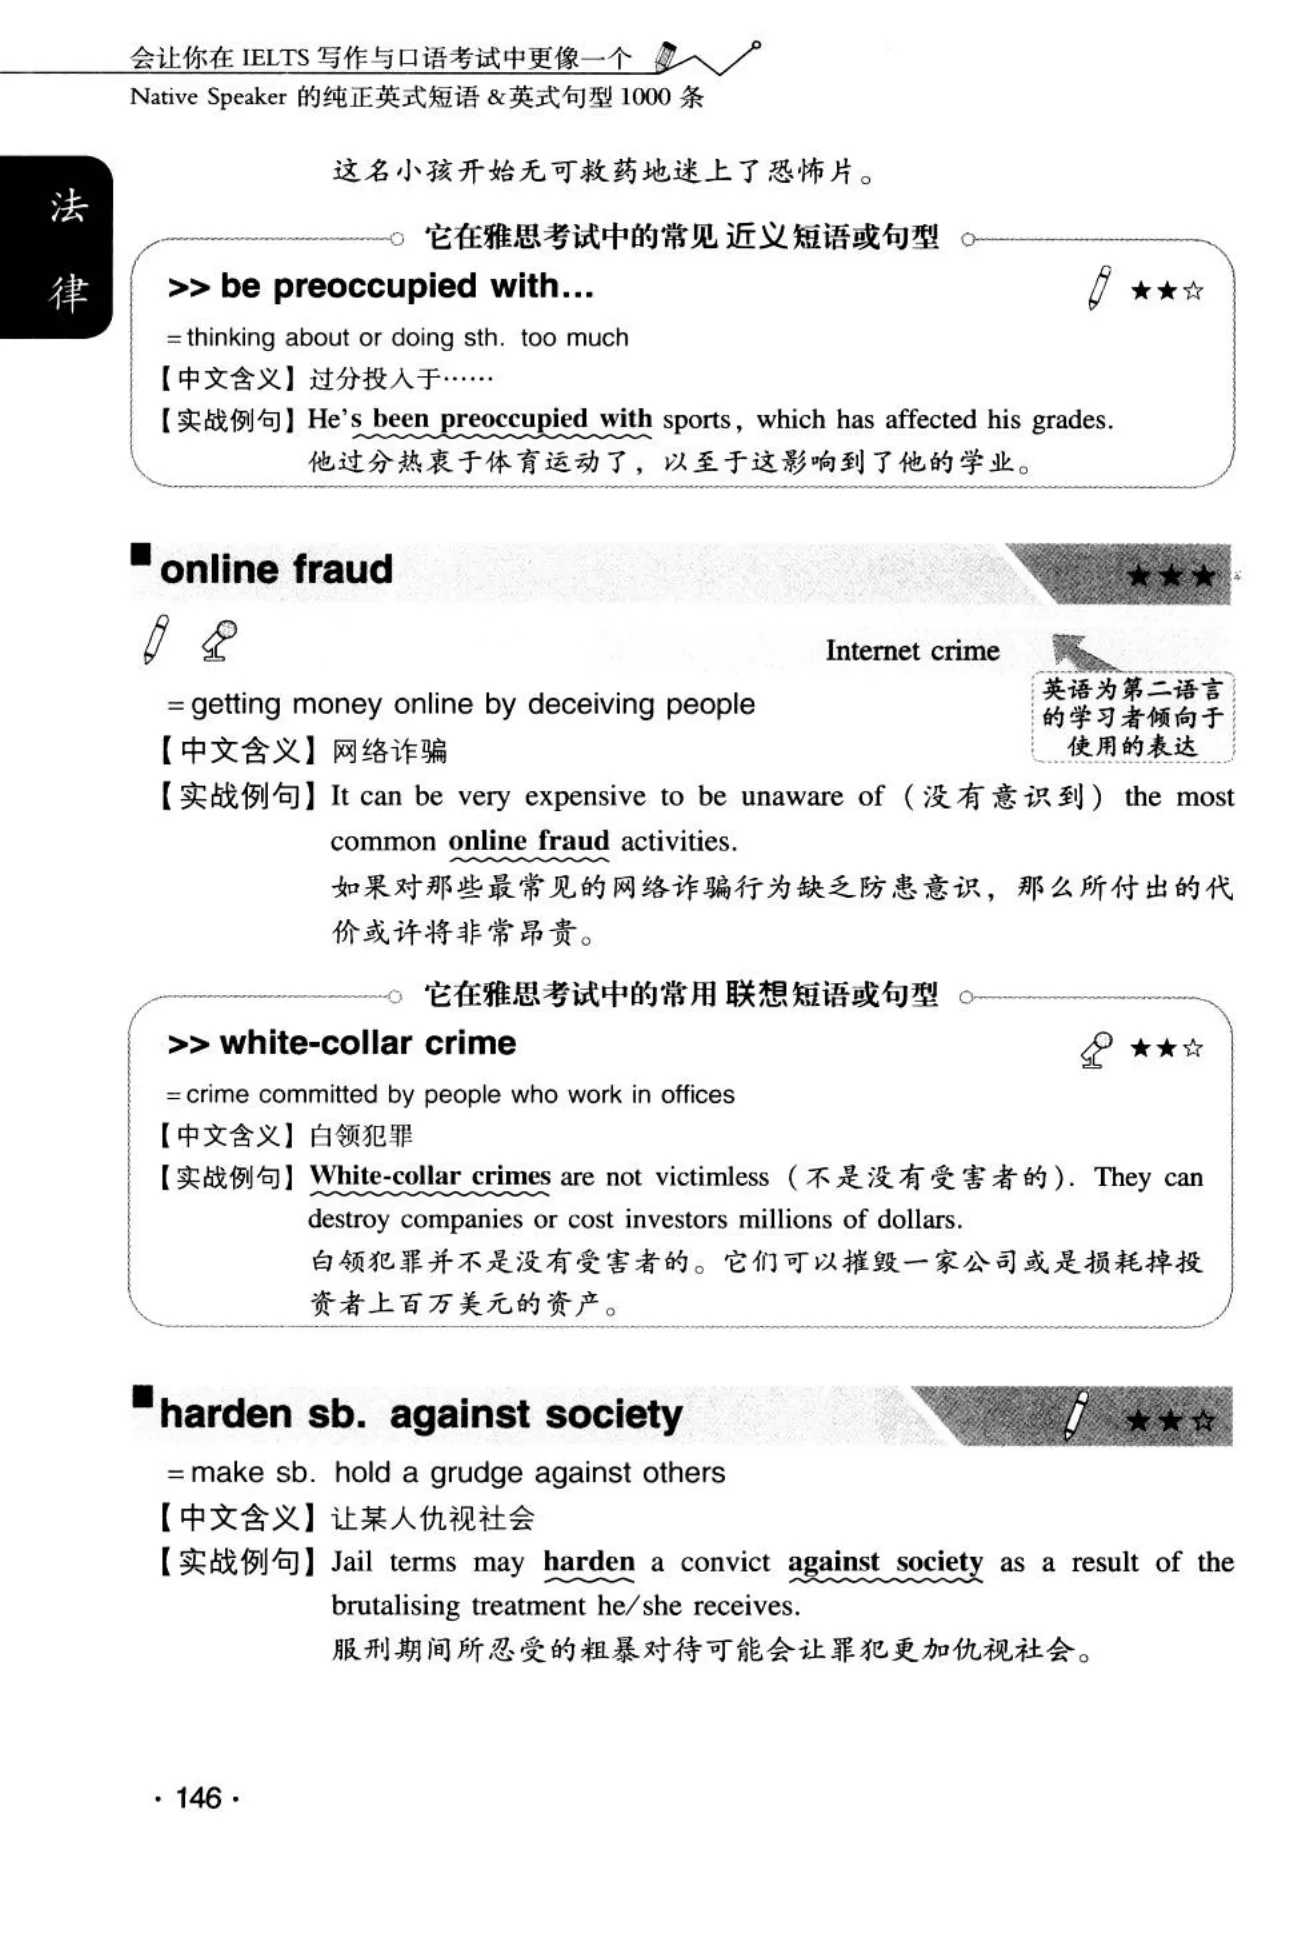 会让你在 IELTS 写作与口语考试中更像一个
Native Speaker 的纯正英式短语 &英式句型 1000 条
法
律
这名小孩开始无可救药地迷上了恐怖片。
它在雅思考试中的常见 近义 短语或句型
>> be preoccupied with... ★★☆
=thinking about or doing sth. too much
【中文含义】过分投入于……
【实战例句】He's been preoccupied with sports, which has affected his grades.
他过分热衷于体育运动了，以至于这影响到了他的学业。
■online fraud ★★★
Internet crime
英语为第二语言
的学习者倾向于
使用的表达
=getting money online by deceiving people
【中文含义】网络诈骗
【实战例句】It can be very expensive to be unaware of（没有意识到）the most
common online fraud activities.
如果对那些最常见的网络诈骗行为缺乏防患意识，那么所付出的代
价或许将非常昂贵。
它在雅思考试中的常用 联想 短语或句型
>> white-collar crime ★★☆
=crime committed by people who work in offices
【中文含义】白领犯罪
【实战例句】White-collar crimes are not victimless（不是没有受害者的）. They can
destroy companies or cost investors millions of dollars.
白领犯罪并不是没有受害者的。它们可以摧毁一家公司或是损耗掉投
资者上百万美元的资产。
■harden sb. against society ★★☆
=make sb. hold a grudge against others
【中文含义】让某人仇视社会
【实战例句】Jail terms may harden a convict against society as a result of the
brutalising treatment he/she receives.
服刑期间所忍受的粗暴对待可能会让罪犯更加仇视社会。
· 146 ·